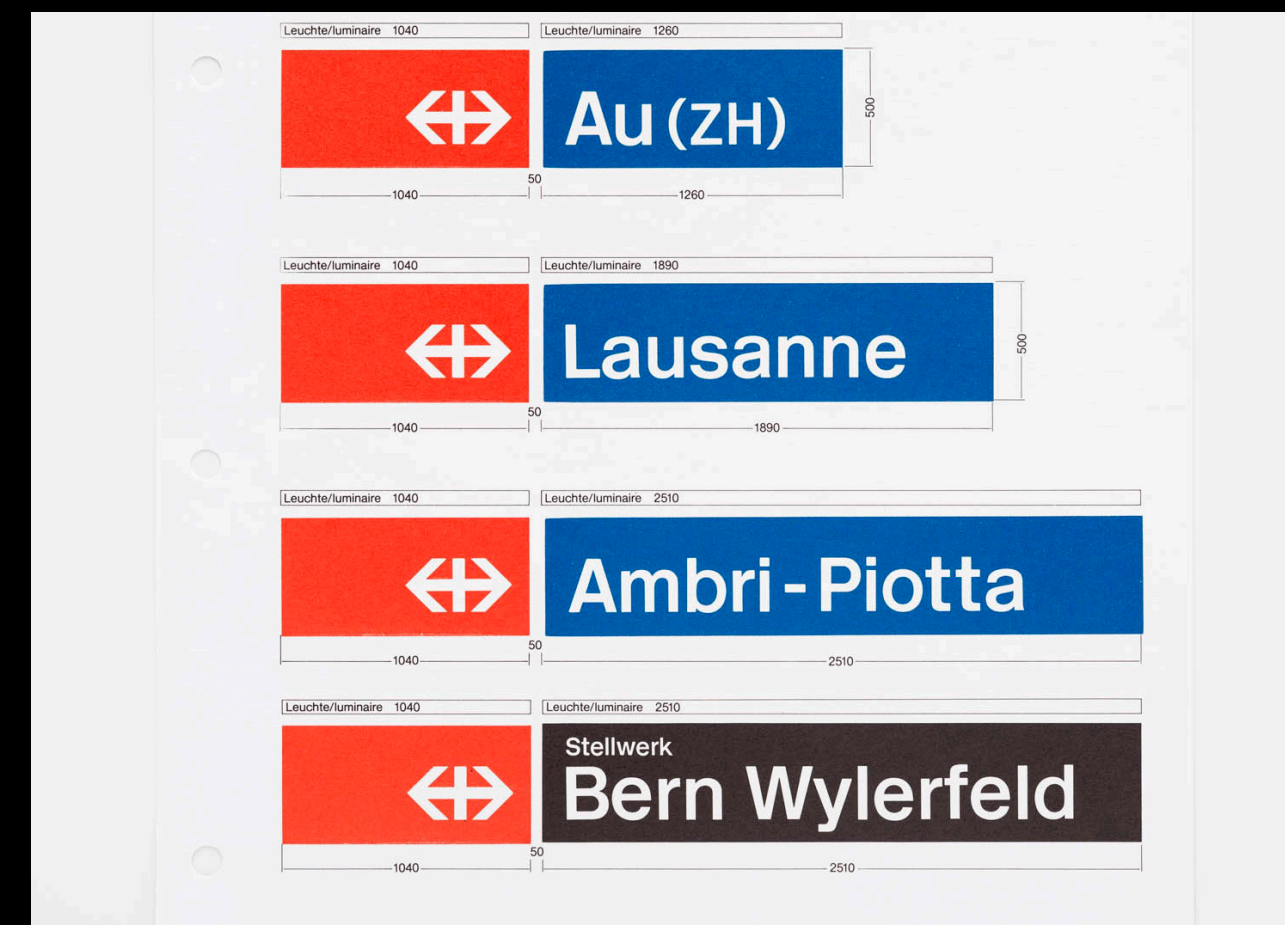 Leuchte/luminaire 1040
Leuchte/luminaire 1260
Au (ZH)
500
50
1040
1260
Leuchte/luminaire 1040
Leuchte/luminaire 1890
Lausanne
500
50
1040
1890
Leuchte/luminaire 1040
Leuchte/luminaire 2510
Ambri-Piotta
50
1040
2510
Leuchte/luminaire 1040
Leuchte/luminaire 2510
Stellwerk
Bern Wylerfeld
50
1040
2510